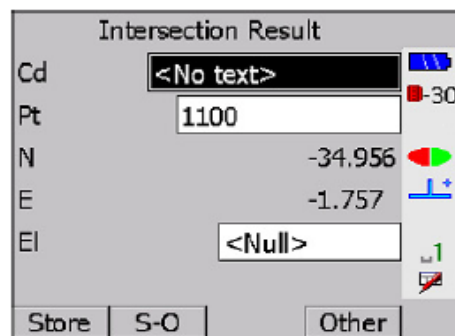 Intersection Result
Cd <No text>
-30
Pt 1100
N -34.956
E -1.757
El <Null>
1
Store S-O Other